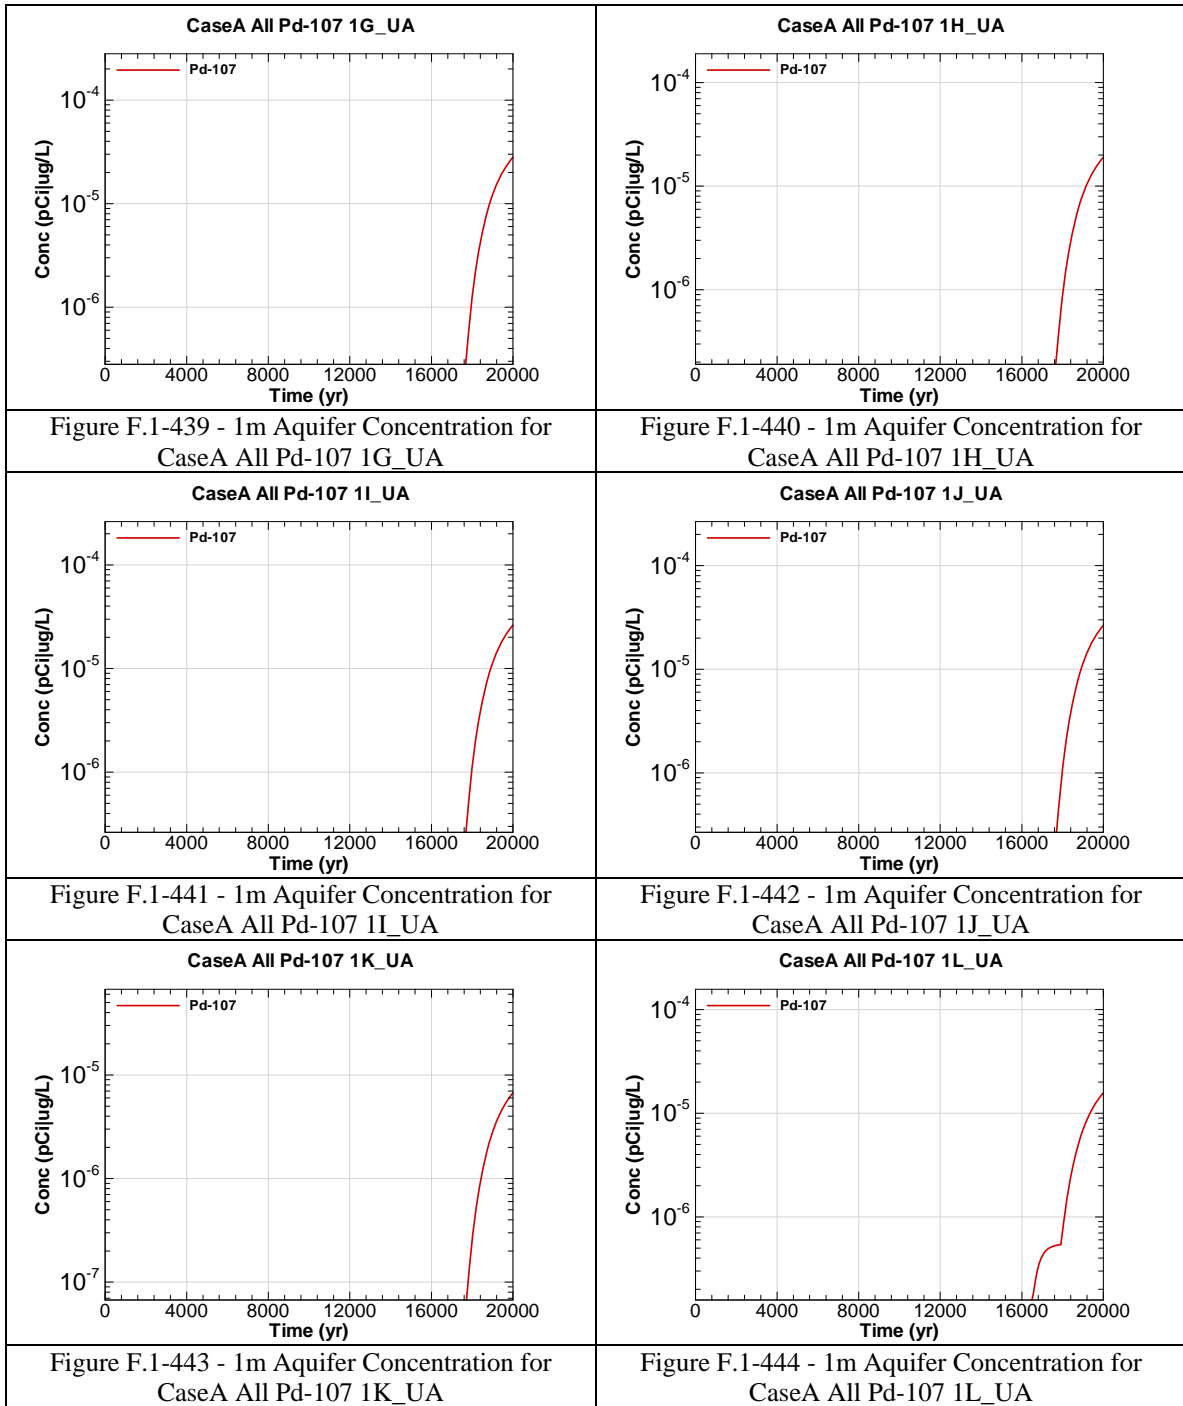 CaseA All Pd-107 1G_UA
Pd-107
10-4
10-5
10-6
Conc (pCi|ug/L)
0 4000 8000 12000 16000 20000
Time (yr)
Figure F.1-439 - 1m Aquifer Concentration for
CaseA All Pd-107 1G_UA
CaseA All Pd-107 1H_UA
Pd-107
10-4
10-5
10-6
Conc (pCi|ug/L)
0 4000 8000 12000 16000 20000
Time (yr)
Figure F.1-440 - 1m Aquifer Concentration for
CaseA All Pd-107 1H_UA
CaseA All Pd-107 1I_UA
Pd-107
10-4
10-5
10-6
Conc (pCi|ug/L)
0 4000 8000 12000 16000 20000
Time (yr)
Figure F.1-441 - 1m Aquifer Concentration for
CaseA All Pd-107 1I_UA
CaseA All Pd-107 1J_UA
Pd-107
10-4
10-5
10-6
Conc (pCi|ug/L)
0 4000 8000 12000 16000 20000
Time (yr)
Figure F.1-442 - 1m Aquifer Concentration for
CaseA All Pd-107 1J_UA
CaseA All Pd-107 1K_UA
Pd-107
10-5
10-6
10-7
Conc (pCi|ug/L)
0 4000 8000 12000 16000 20000
Time (yr)
Figure F.1-443 - 1m Aquifer Concentration for
CaseA All Pd-107 1K_UA
CaseA All Pd-107 1L_UA
Pd-107
10-4
10-5
10-6
Conc (pCi|ug/L)
0 4000 8000 12000 16000 20000
Time (yr)
Figure F.1-444 - 1m Aquifer Concentration for
CaseA All Pd-107 1L_UA